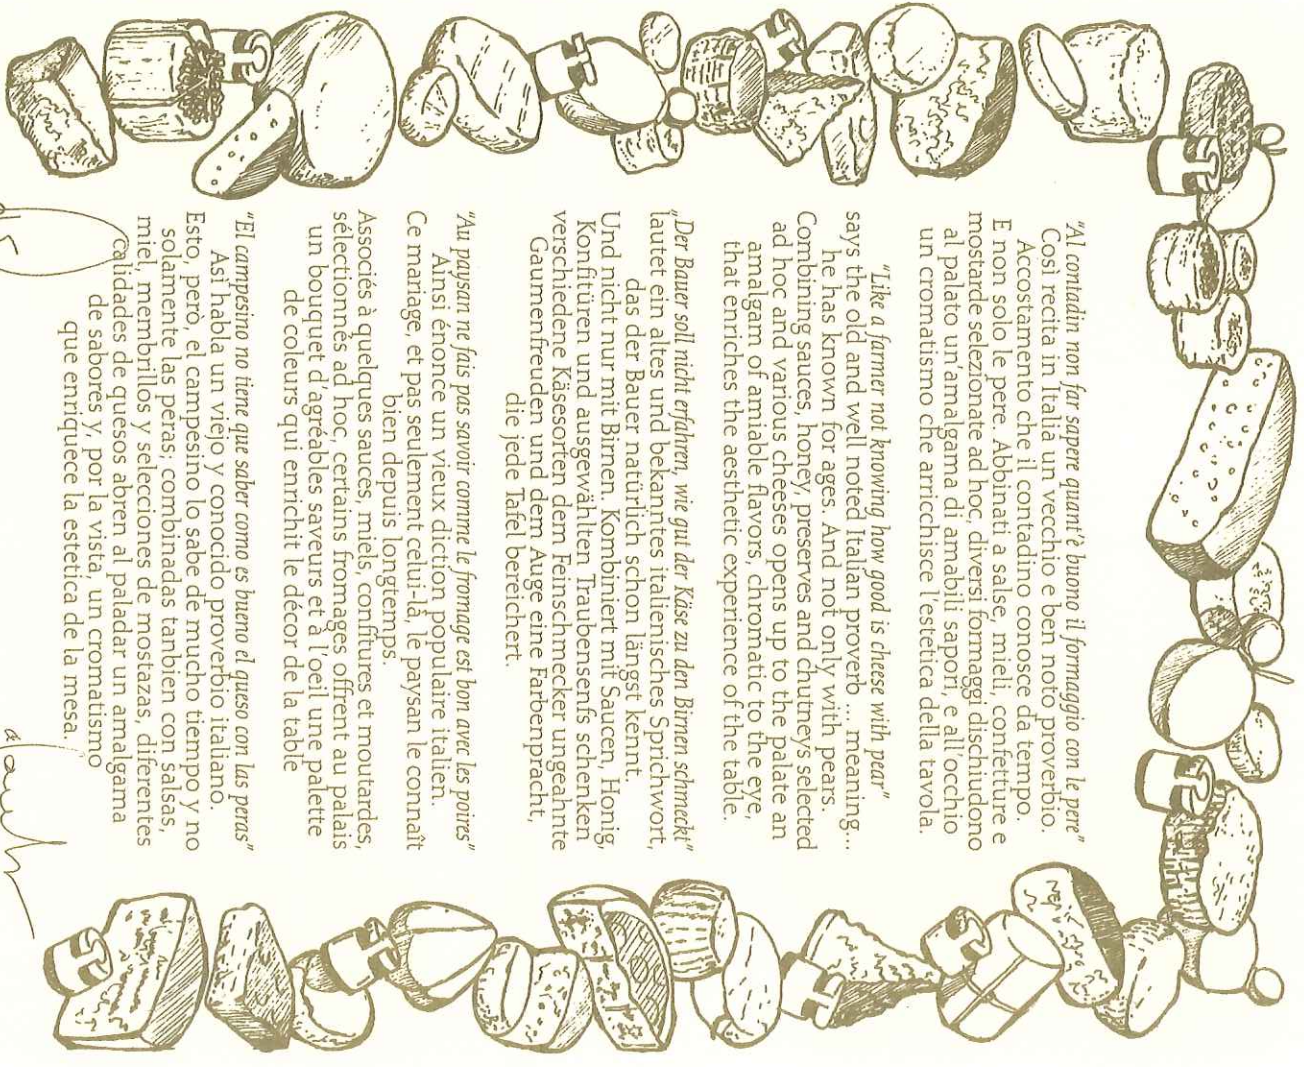 "Al contadin non far sapere quant'è buono il formaggio con le pere"
Così recita in Italia un vecchio e ben noto proverbio.
Accostamento che il contadino conosce da tempo.
E non solo le pere. Abbinati a salse, mieli, confetture e
mostarde selezionate ad hoc, diversi formaggi dischiudono
al palato un'amalgama di amabili sapori, e all'occhio
un cromatismo che arricchisce l'estetica della tavola.
"Like a farmer not knowing how good is cheese with pear"
says the old and well noted Italian proverb ... meaning...
he has known for ages. And not only with pears.
Combining sauces, honey, preserves and chutneys selected
ad hoc and various cheeses opens up to the palate an
amalgam of amiable flavors, chromatic to the eye,
that enriches the aesthetic experience of the table.
„Der Bauer soll nicht erfahren, wie gut der Käse zu den Birnen schmeckt"
lautet ein altes und bekanntes italienisches Sprichwort,
das der Bauer natürlich schon längst kennt.
Und nicht nur mit Birnen. Kombiniert mit Saucen, Honig,
Konfitüren und ausgewählten Traubensenfs schenken
verschiedene Käsesorten dem Feinschmecker ungeahnte
Gaumenfreuden und dem Auge eine Farbenpracht,
die jede Tafel bereichert.
"Au paysan ne fais pas savoir comme le fromage est bon avec les poires"
Ainsi énonce un vieux diction populaire italien.
Ce mariage, et pas seulement celui-là, le paysan le connaît
bien depuis longtemps.
Associés à quelques sauces, miels, confitures et moutardes,
sélectionnés ad hoc, certains fromages offrent au palais
un bouquet d'agréables saveurs et à l'oeil une palette
de coleurs qui enrichit le décor de la table
"El campesino no tiene que saber como es bueno el queso con las peras"
Asì habla un viejo y conocido proverbio italiano.
Esto, però, el campesino lo sabe de mucho tiempo y no
solamente las peras; combinadas tanbien con salsas,
miel, membrillos y selecciones de mostazas, diferentes
calidades de quesos abren al paladar un amalgama
de sabores y, por la vista, un cromatismo
que enriquece la estetica de la mesa.